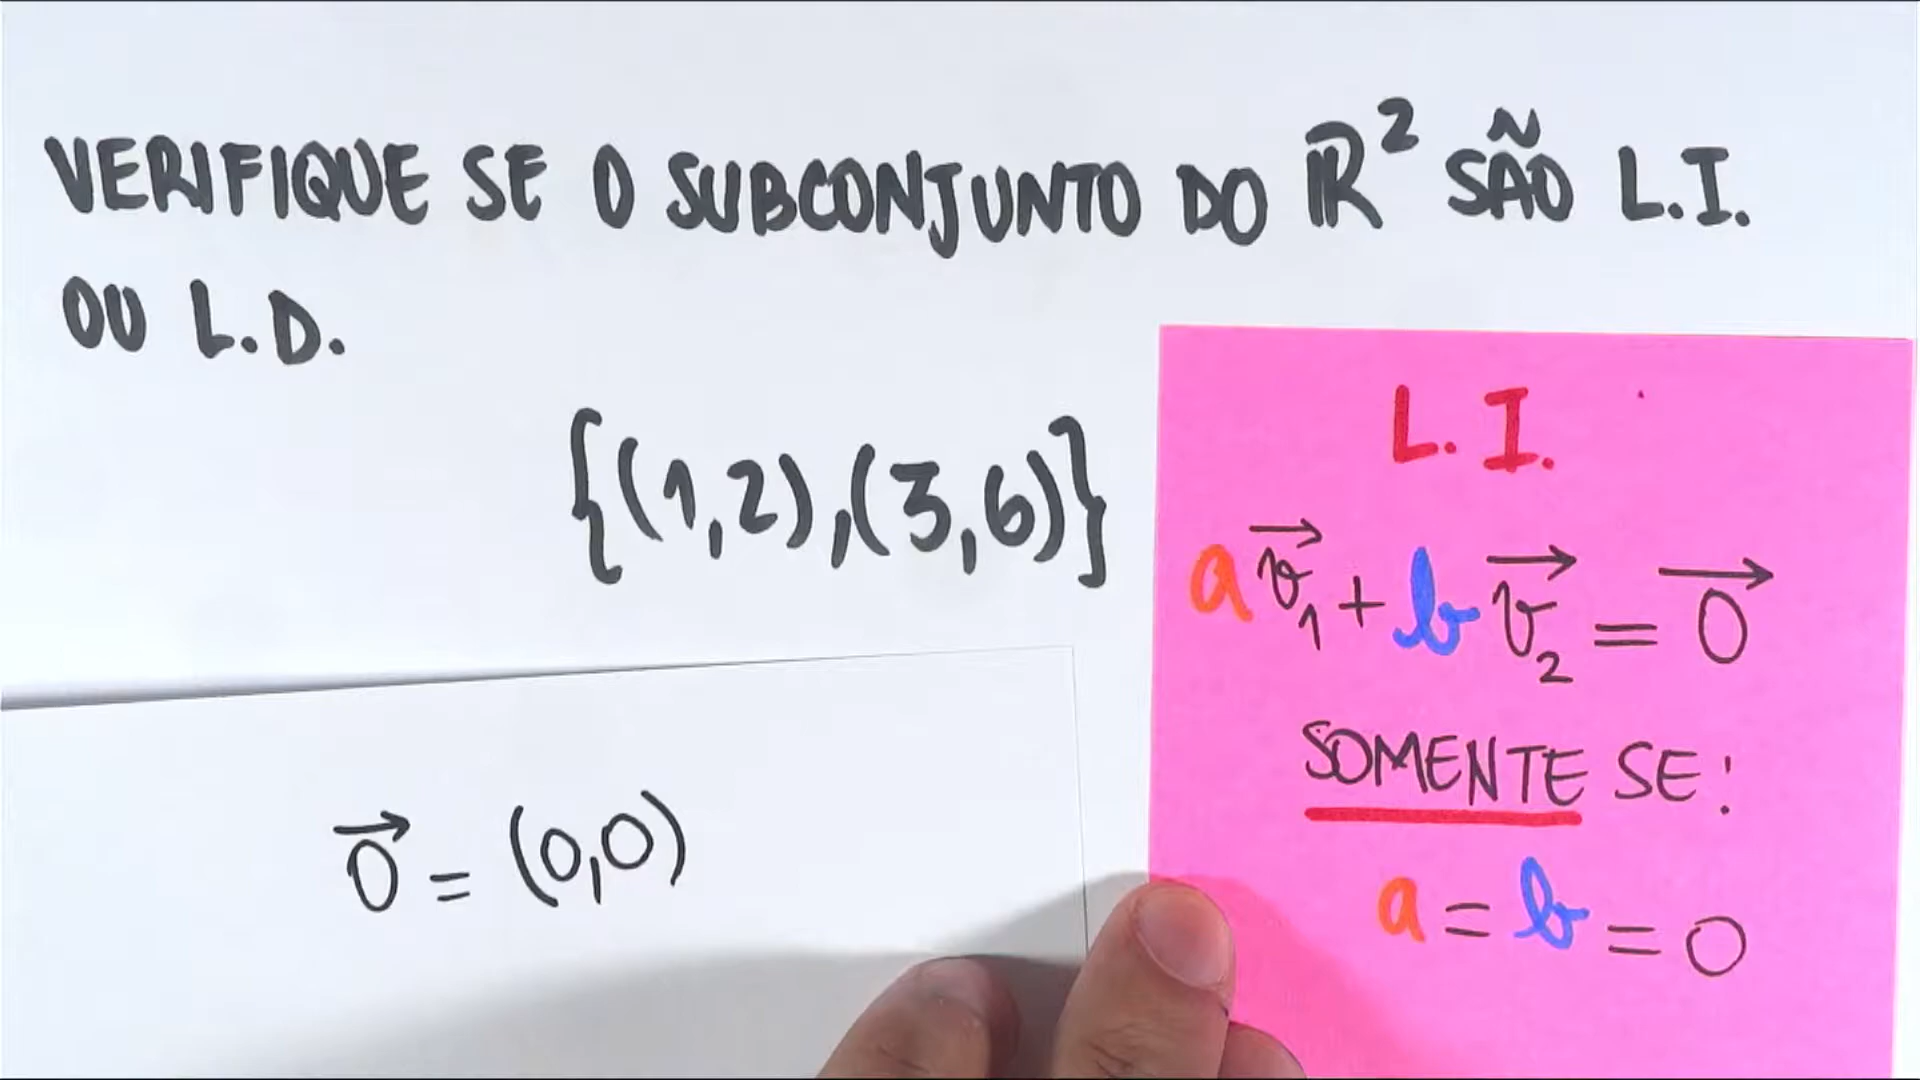 VERIFIQUE SE O SUBCONJUNTO DO ℝ² SÃO L.I.
OU L.D.
{(1,2),(3,6)}
0⃗ = (0,0)
L.I.
a v⃗₁ + b v⃗₂ = 0⃗
SOMENTE SE:
a = b = 0